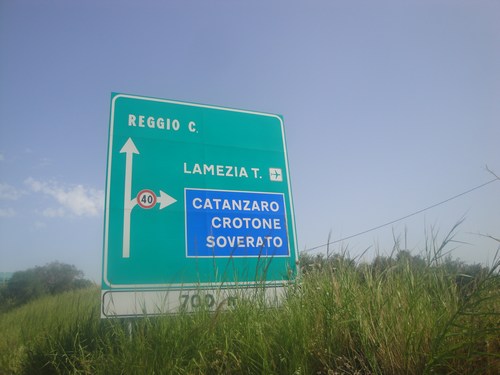 REGGIO C.
LAMEZIA T.
40
CATANZARO
CROTONE
SOVERATO
700 m